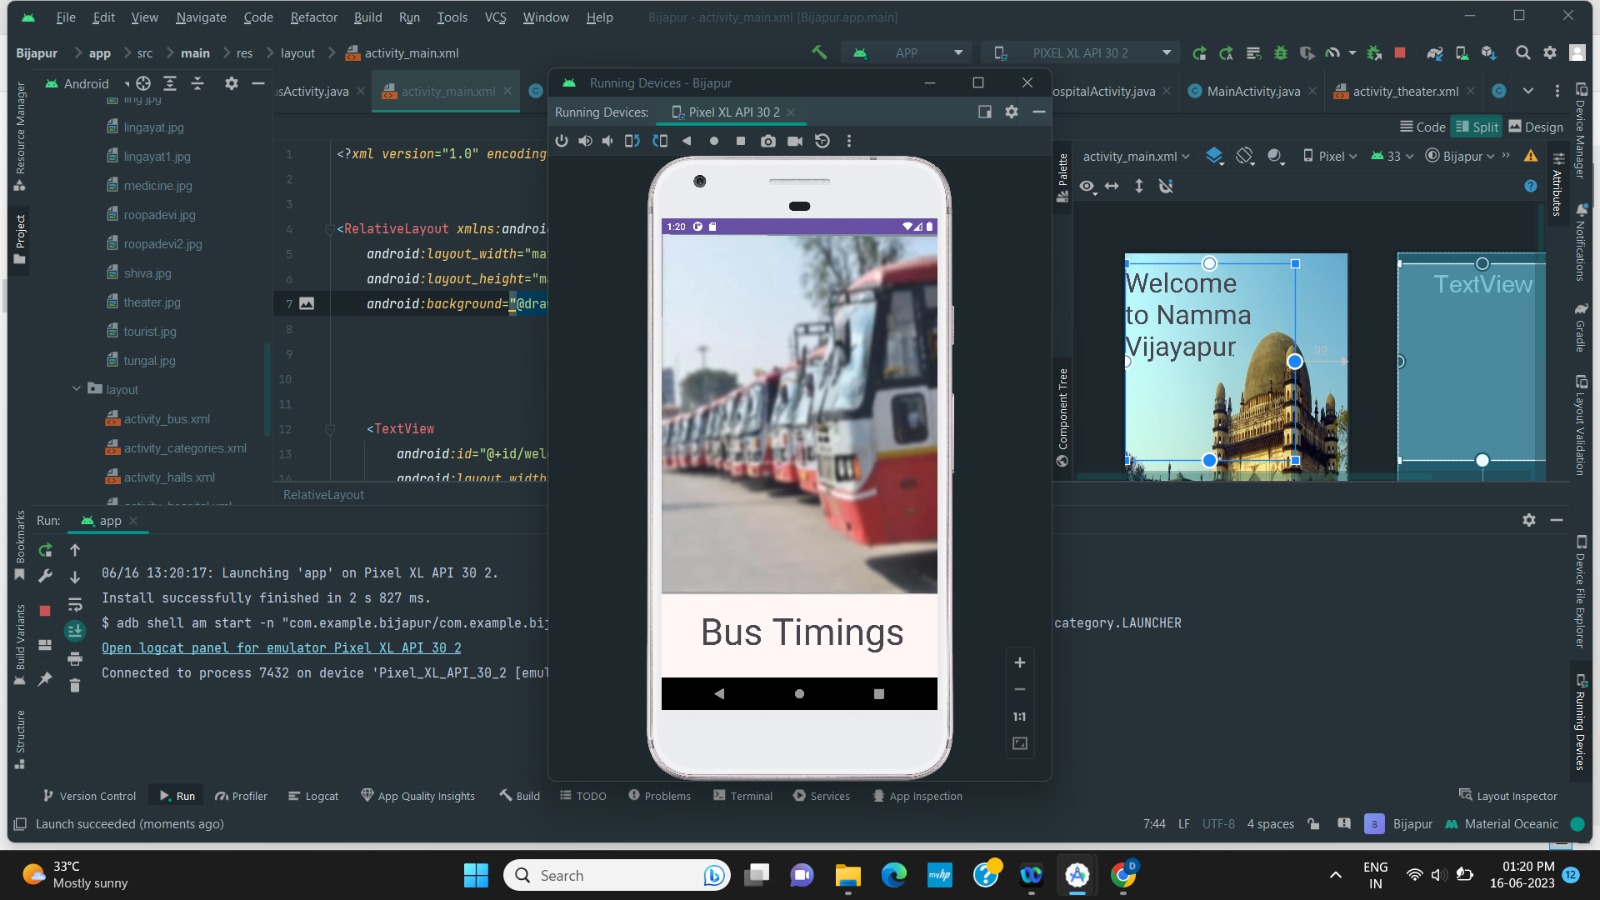 File Edit View Navigate Code Refactor Build Run Tools VCS Window Help Bijapur - activity_main.xml [Bijapur.app.main]
Bijapur app src main res layout activity_main.xml APP PIXEL XL API 30 2
Android
usActivity.java activity_main.xml
ospitalActivity.java MainActivity.java activity_theater.xml
Running Devices - Bijapur
Running Devices: Pixel XL API 30 2
Code Split Design
activity_main.xml Pixel 33 Bijapur
Resource Manager
Project
Bookmarks
Build Variants
Structure
ling.jpg
lingayat.jpg
lingayat1.jpg
medicine.jpg
roopadevi.jpg
roopadevi2.jpg
shiva.jpg
theater.jpg
tourist.jpg
tungal.jpg
layout
activity_bus.xml
activity_categories.xml
activity_halls.xml
activity_hospital.xml
1 <?xml version="1.0" encoding
2
3
4 <RelativeLayout xmlns:androi
5 android:layout_width="ma
6 android:layout_height="m
7 android:background="@dra
8
9
10
11
12 <TextView
13 android:id="@+id/wel
14 android:layout_width
RelativeLayout
1:20
Bus Timings
1:1
Palette
Component Tree
Welcome
to Namma
Vijayapur
99
TextView
Attributes
Device Manager
Notifications
Gradle
Layout Validation
Device File Explorer
Running Devices
Run: app
06/16 13:20:17: Launching 'app' on Pixel XL API 30 2.
Install successfully finished in 2 s 827 ms.
$ adb shell am start -n "com.example.bijapur/com.example.bij
category.LAUNCHER
Open logcat panel for emulator Pixel XL API 30 2
Connected to process 7432 on device 'Pixel_XL_API_30_2 [emul
Version Control Run Profiler Logcat App Quality Insights Build TODO Problems Terminal Services App Inspection Layout Inspector
Launch succeeded (moments ago) 7:44 LF UTF-8 4 spaces B Bijapur Material Oceanic
33°C
Mostly sunny
Search
myhp
D
ENG
IN
01:20 PM
16-06-2023
12